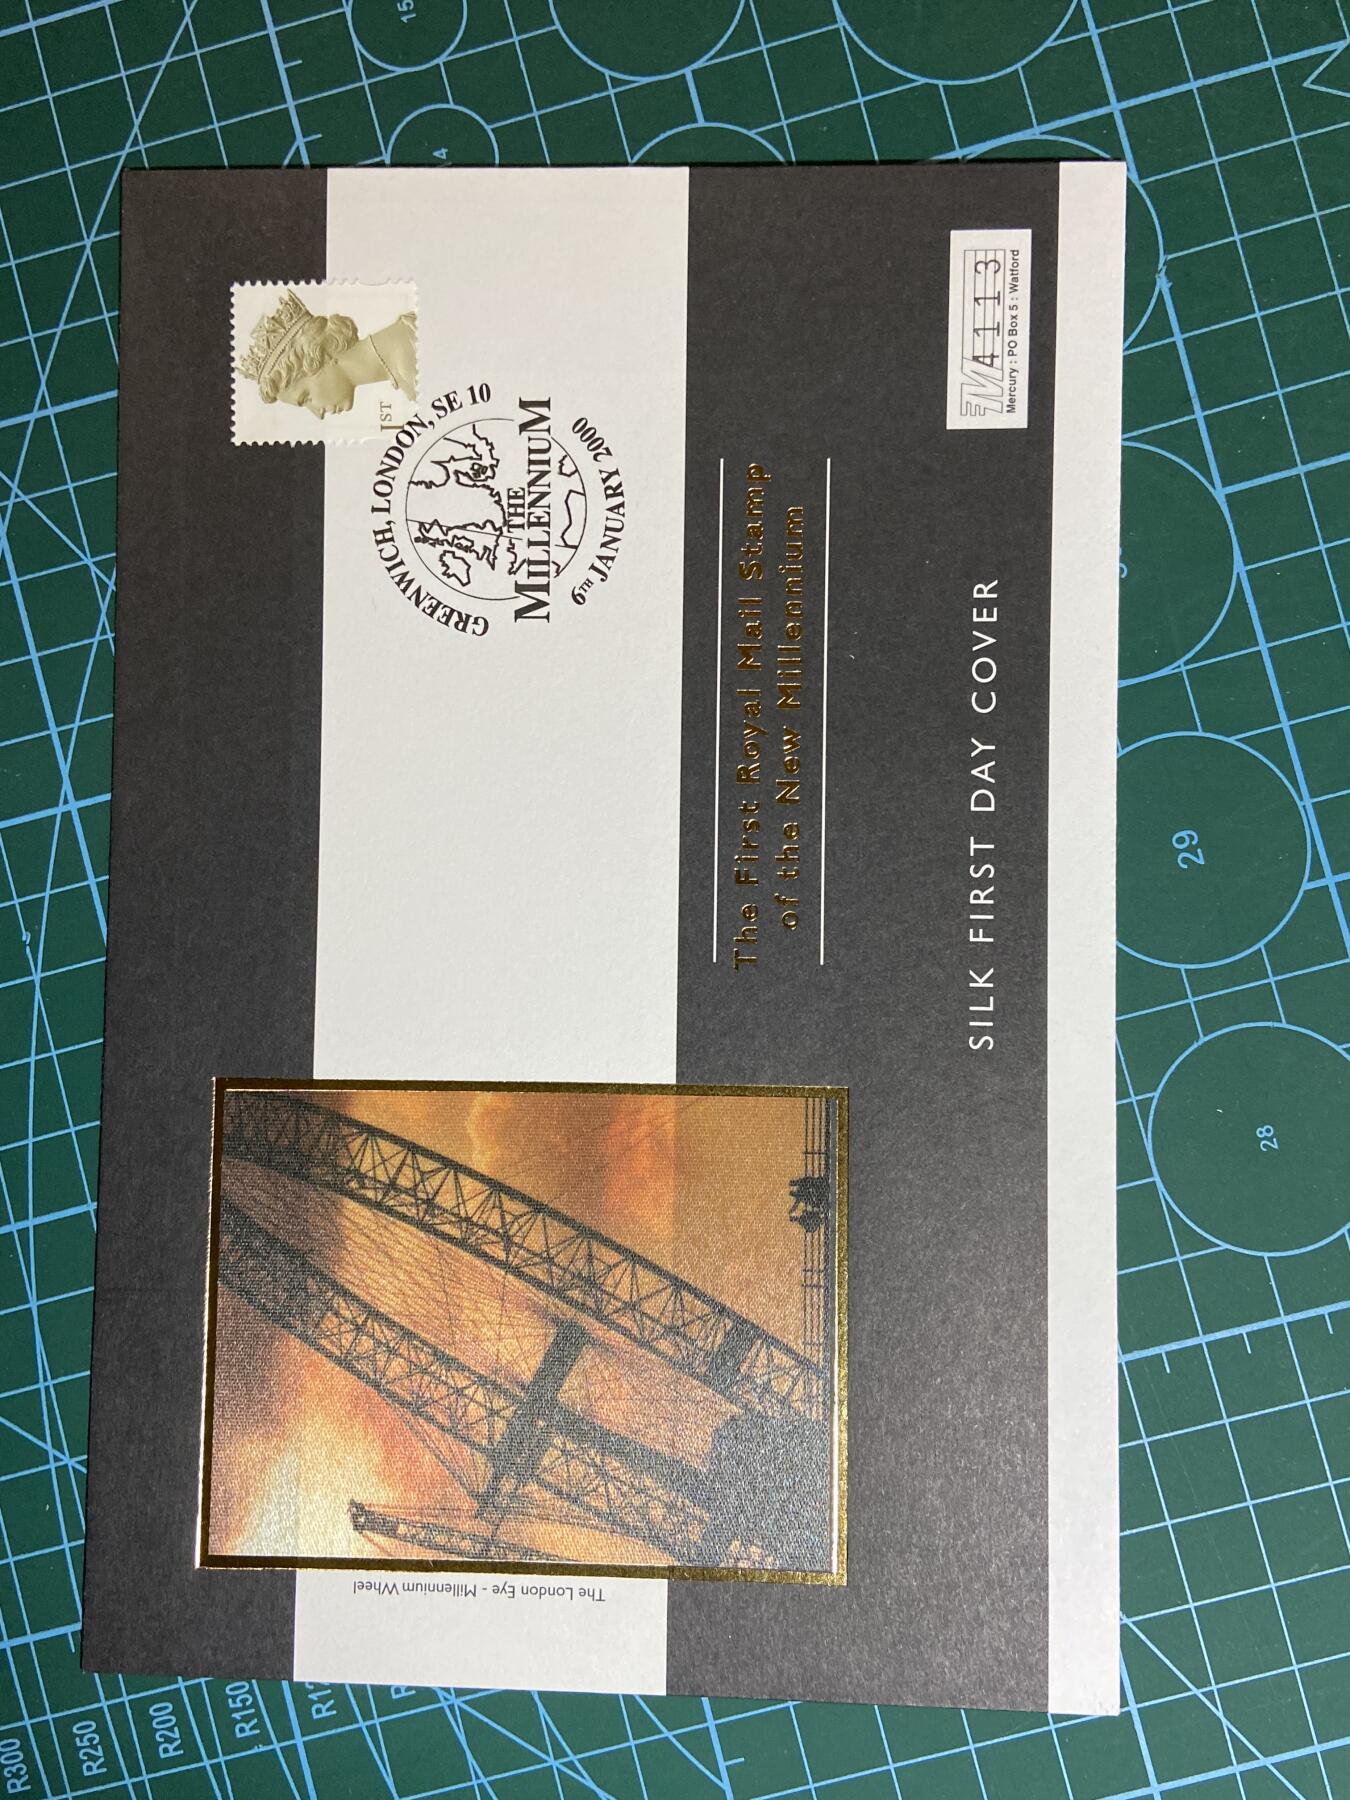 1ST
GREENWICH, LONDON, SE 10
THE
MILLENNIUM
6TH JANUARY 2000
The First Royal Mail Stamp
of the New Millennium
SILK FIRST DAY COVER
M 4113
Mercury : PO Box 5 : Watford
The London Eye - Millennium Wheel
15
4
29
28
R300
R250
R200
R150